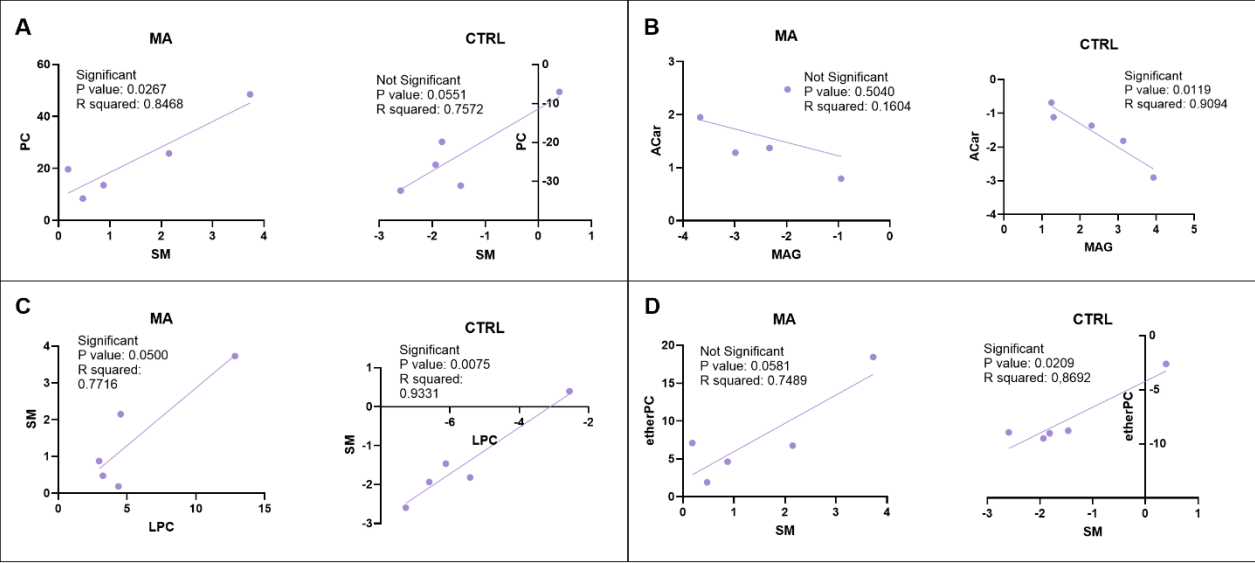 A
MA
Significant
P value: 0.0267
R squared: 0.8468
60
40
20
0
PC
0
1
2
3
4
SM
CTRL
Not Significant
P value: 0.0551
R squared: 0.7572
0
-10
-20
-30
PC
-3
-2
-1
0
1
SM
B
MA
Not Significant
P value: 0.5040
R squared: 0.1604
3
2
1
0
ACar
-4
-3
-2
-1
0
MAG
CTRL
Significant
P value: 0.0119
R squared: 0.9094
0
-1
-2
-3
-4
ACar
0
1
2
3
4
5
MAG
C
MA
Significant
P value: 0.0500
R squared:
0.7716
4
3
2
1
0
SM
0
5
10
15
LPC
CTRL
Significant
P value: 0.0075
R squared:
0.9331
1
0
-1
-2
-3
SM
-6
-4
-2
LPC
D
MA
Not Significant
P value: 0.0581
R squared: 0.7489
20
15
10
5
0
etherPC
0
1
2
3
4
SM
CTRL
Significant
P value: 0.0209
R squared: 0,8692
0
-5
-10
etherPC
-3
-2
-1
0
1
SM